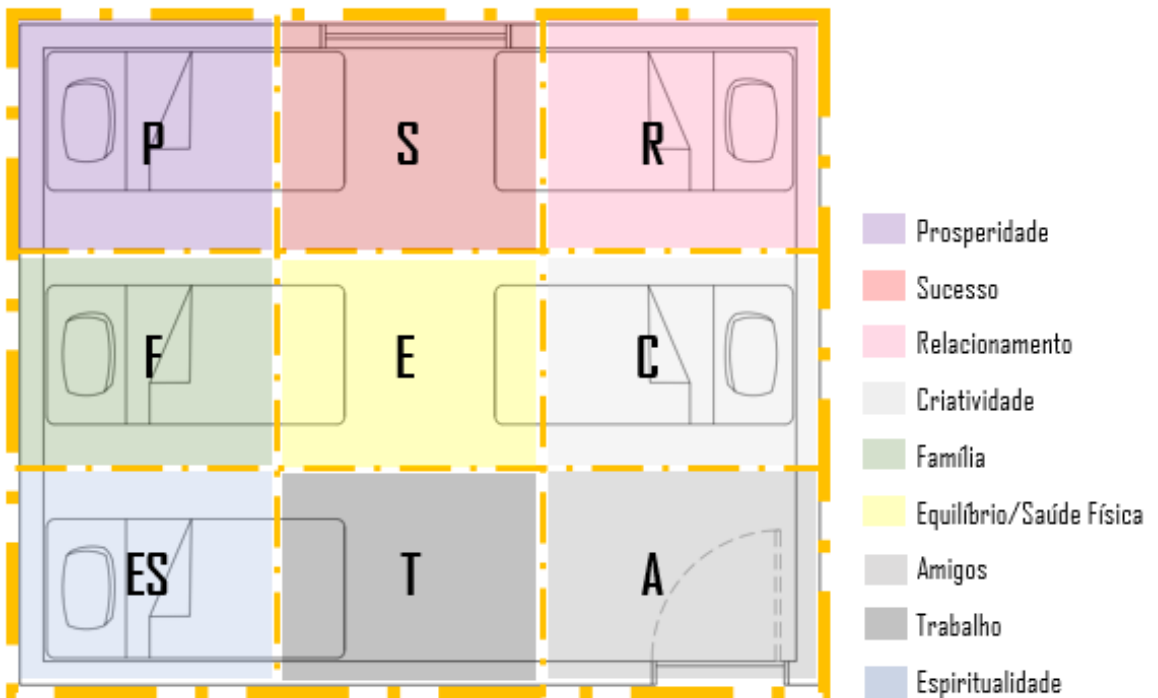 P S R
F E C
ES T A
Prosperidade
Sucesso
Relacionamento
Criatividade
Família
Equilíbrio/Saúde Física
Amigos
Trabalho
Espiritualidade